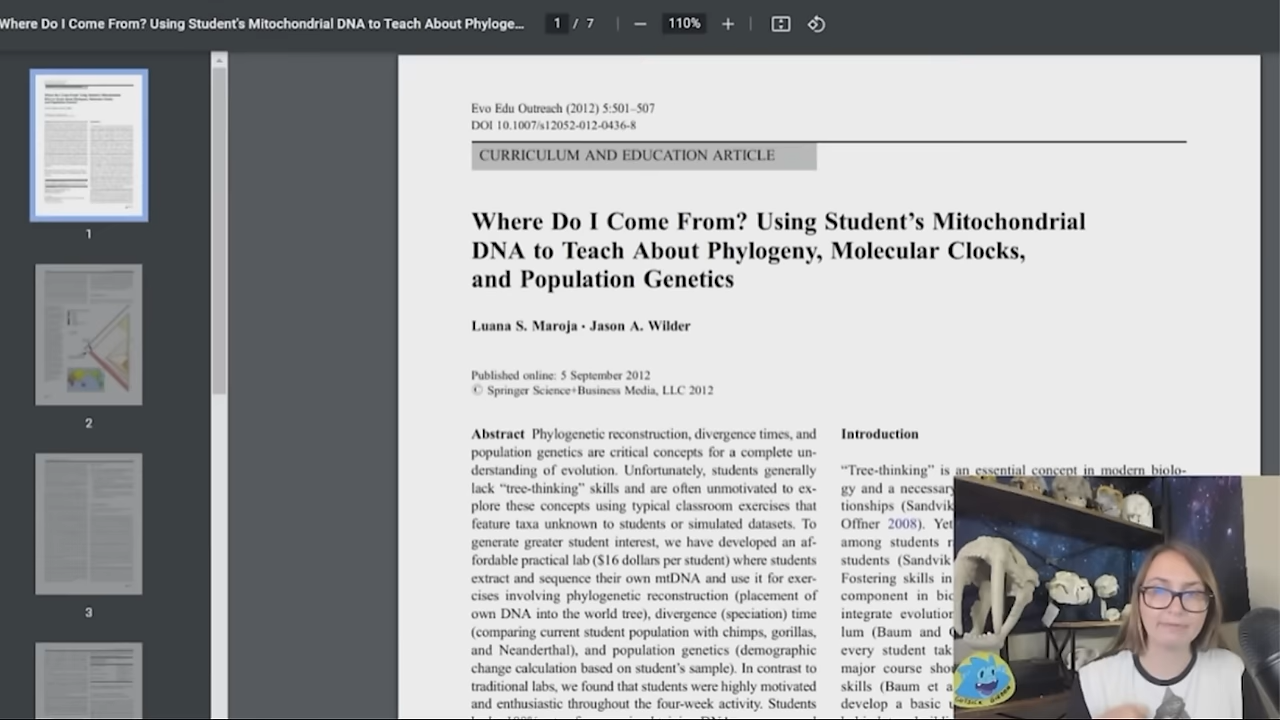 Where Do I Come From? Using Student's Mitochondrial DNA to Teach About Phyloge...
1 / 7
110%
1
2
3
Evo Edu Outreach (2012) 5:501–507
DOI 10.1007/s12052-012-0436-8
CURRICULUM AND EDUCATION ARTICLE
Where Do I Come From? Using Student's Mitochondrial
DNA to Teach About Phylogeny, Molecular Clocks,
and Population Genetics
Luana S. Maroja · Jason A. Wilder
Published online: 5 September 2012
© Springer Science+Business Media, LLC 2012
Abstract Phylogenetic reconstruction, divergence times, and
population genetics are critical concepts for a complete un-
derstanding of evolution. Unfortunately, students generally
lack “tree-thinking” skills and are often unmotivated to ex-
plore these concepts using typical classroom exercises that
feature taxa unknown to students or simulated datasets. To
generate greater student interest, we have developed an af-
fordable practical lab ($16 dollars per student) where students
extract and sequence their own mtDNA and use it for exer-
cises involving phylogenetic reconstruction (placement of
own DNA into the world tree), divergence (speciation) time
(comparing current student population with chimps, gorillas,
and Neanderthal), and population genetics (demographic
change calculation based on student's sample). In contrast to
traditional labs, we found that students were highly motivated
and enthusiastic throughout the four-week activity. Students
Introduction
“Tree-thinking” is an essential concept in modern biolo-
gy and a necessary
tionships (Sandvik
Offner 2008). Yet
among students
students (Sandvik
Fostering skills in
component in
integrate evolution
lum (Baum and
every student
major course
skills (Baum et a
develop a basic